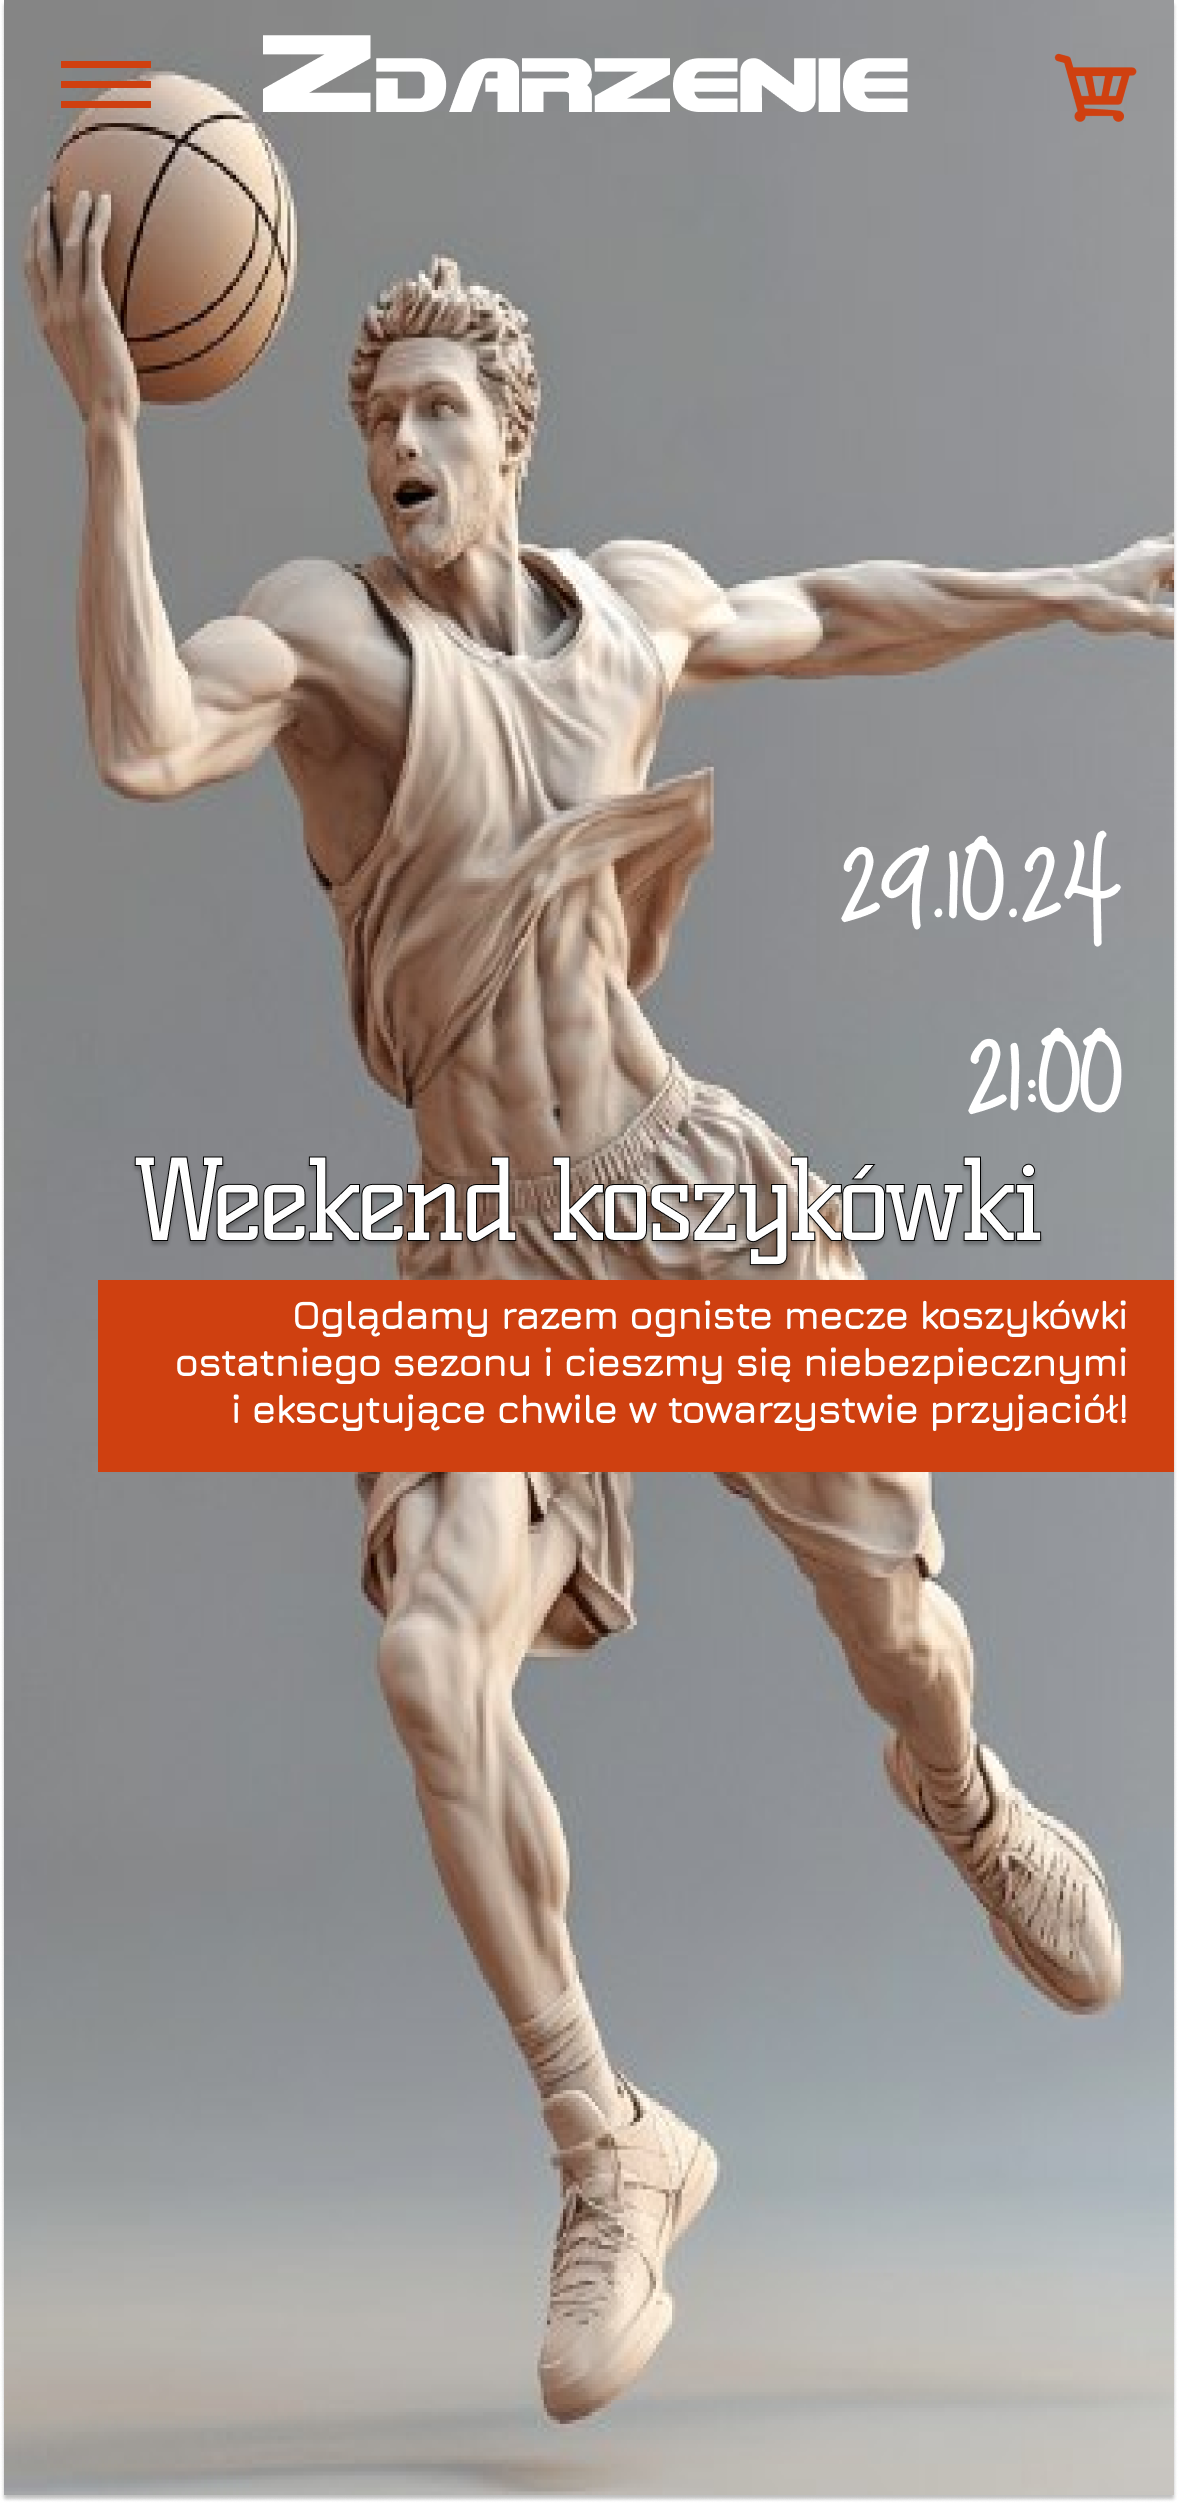 ZDARZENIE
29.10.24
21:00
Weekend koszykówki
Oglądamy razem ogniste mecze koszykówki
ostatniego sezonu i cieszmy się niebezpiecznymi
i ekscytujące chwile w towarzystwie przyjaciół!